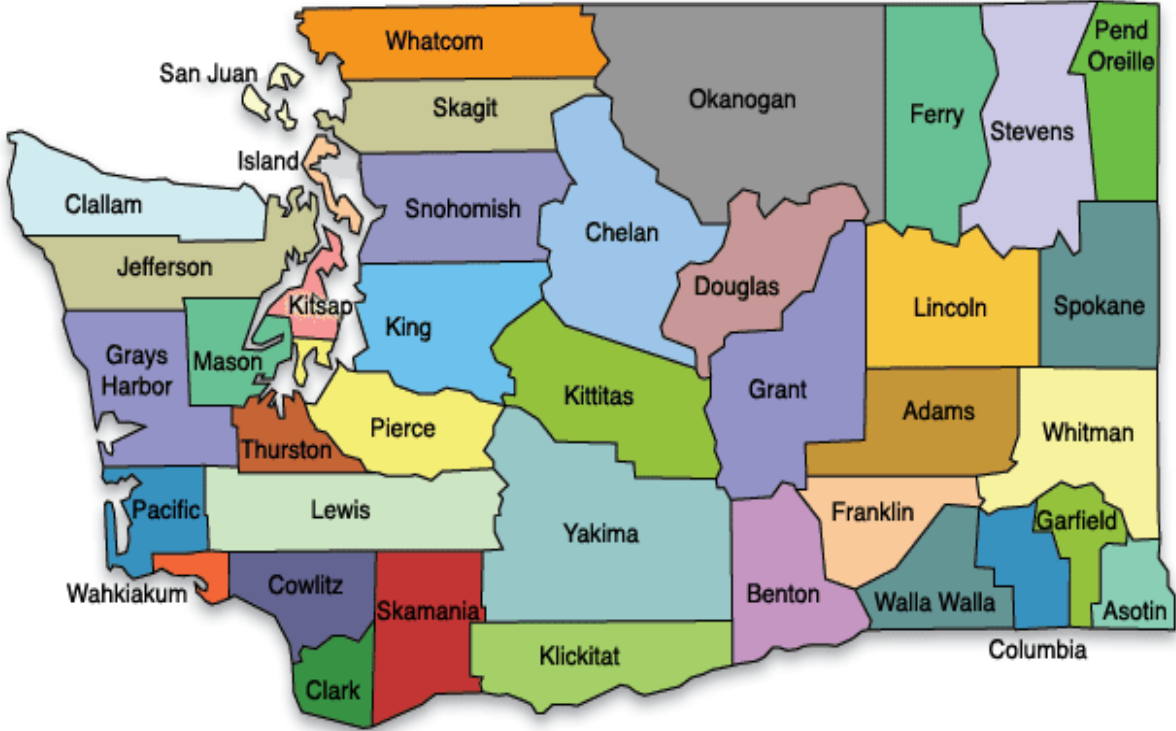 Whatcom
San Juan
Skagit
Okanogan
Ferry
Stevens
Pend
Oreille
Island
Clallam
Snohomish
Chelan
Jefferson
Kitsap
King
Douglas
Lincoln
Spokane
Grays
Harbor
Mason
Kittitas
Grant
Adams
Whitman
Thurston
Pierce
Pacific
Lewis
Yakima
Franklin
Garfield
Wahkiakum
Cowlitz
Skamania
Benton
Walla Walla
Asotin
Columbia
Klickitat
Clark